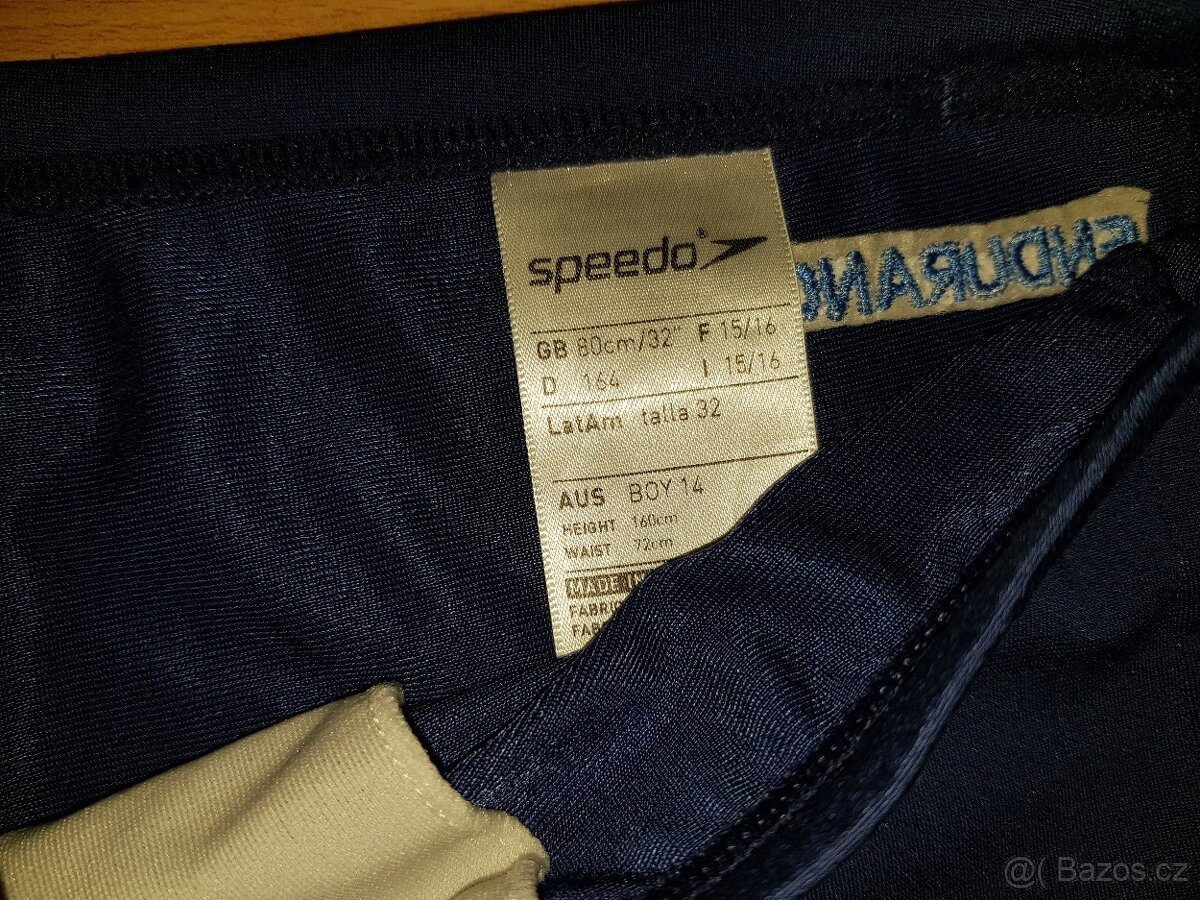 speedo®
GB 80cm/32" F 15/16
D 164 I 15/16
LatAm talla 32
AUS BOY 14
HEIGHT 160cm
WAIST 72cm
MADE
ENDURANC
@( Bazos.cz